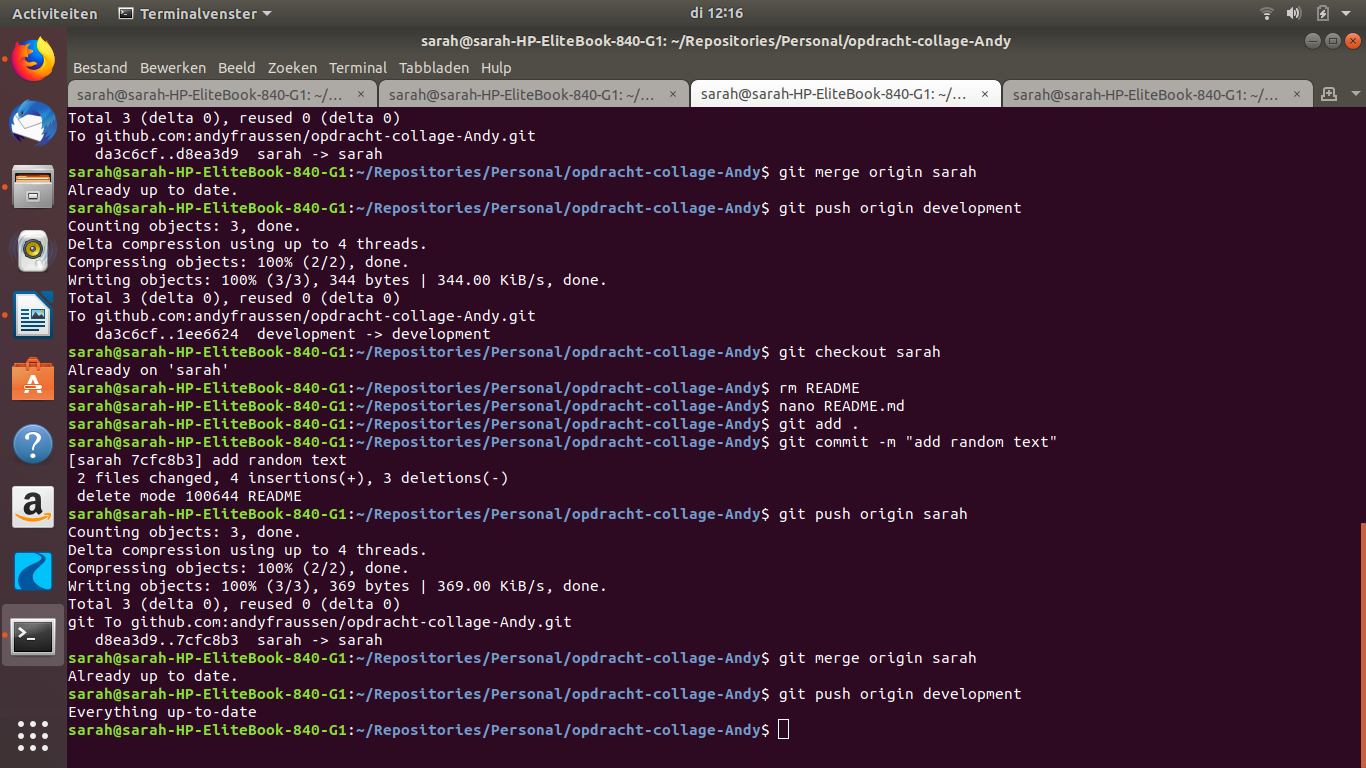 Activiteiten Terminalvenster di 12:16
sarah@sarah-HP-EliteBook-840-G1: ~/Repositories/Personal/opdracht-collage-Andy
Bestand Bewerken Beeld Zoeken Terminal Tabbladen Hulp
sarah@sarah-HP-EliteBook-840-G1: ~/... × sarah@sarah-HP-EliteBook-840-G1: ~/... × sarah@sarah-HP-EliteBook-840-G1: ~/... × sarah@sarah-HP-EliteBook-840-G1: ~/... ×
Total 3 (delta 0), reused 0 (delta 0)
To github.com:andyfraussen/opdracht-collage-Andy.git
   da3c6cf..d8ea3d9  sarah -> sarah
sarah@sarah-HP-EliteBook-840-G1:~/Repositories/Personal/opdracht-collage-Andy$ git merge origin sarah
Already up to date.
sarah@sarah-HP-EliteBook-840-G1:~/Repositories/Personal/opdracht-collage-Andy$ git push origin development
Counting objects: 3, done.
Delta compression using up to 4 threads.
Compressing objects: 100% (2/2), done.
Writing objects: 100% (3/3), 344 bytes | 344.00 KiB/s, done.
Total 3 (delta 0), reused 0 (delta 0)
To github.com:andyfraussen/opdracht-collage-Andy.git
   da3c6cf..1ee6624  development -> development
sarah@sarah-HP-EliteBook-840-G1:~/Repositories/Personal/opdracht-collage-Andy$ git checkout sarah
Already on 'sarah'
sarah@sarah-HP-EliteBook-840-G1:~/Repositories/Personal/opdracht-collage-Andy$ rm README
sarah@sarah-HP-EliteBook-840-G1:~/Repositories/Personal/opdracht-collage-Andy$ nano README.md
sarah@sarah-HP-EliteBook-840-G1:~/Repositories/Personal/opdracht-collage-Andy$ git add .
sarah@sarah-HP-EliteBook-840-G1:~/Repositories/Personal/opdracht-collage-Andy$ git commit -m "add random text"
[sarah 7cfc8b3] add random text
 2 files changed, 4 insertions(+), 3 deletions(-)
 delete mode 100644 README
sarah@sarah-HP-EliteBook-840-G1:~/Repositories/Personal/opdracht-collage-Andy$ git push origin sarah
Counting objects: 3, done.
Delta compression using up to 4 threads.
Compressing objects: 100% (2/2), done.
Writing objects: 100% (3/3), 369 bytes | 369.00 KiB/s, done.
Total 3 (delta 0), reused 0 (delta 0)
git To github.com:andyfraussen/opdracht-collage-Andy.git
   d8ea3d9..7cfc8b3  sarah -> sarah
sarah@sarah-HP-EliteBook-840-G1:~/Repositories/Personal/opdracht-collage-Andy$ git merge origin sarah
Already up to date.
sarah@sarah-HP-EliteBook-840-G1:~/Repositories/Personal/opdracht-collage-Andy$ git push origin development
Everything up-to-date
sarah@sarah-HP-EliteBook-840-G1:~/Repositories/Personal/opdracht-collage-Andy$